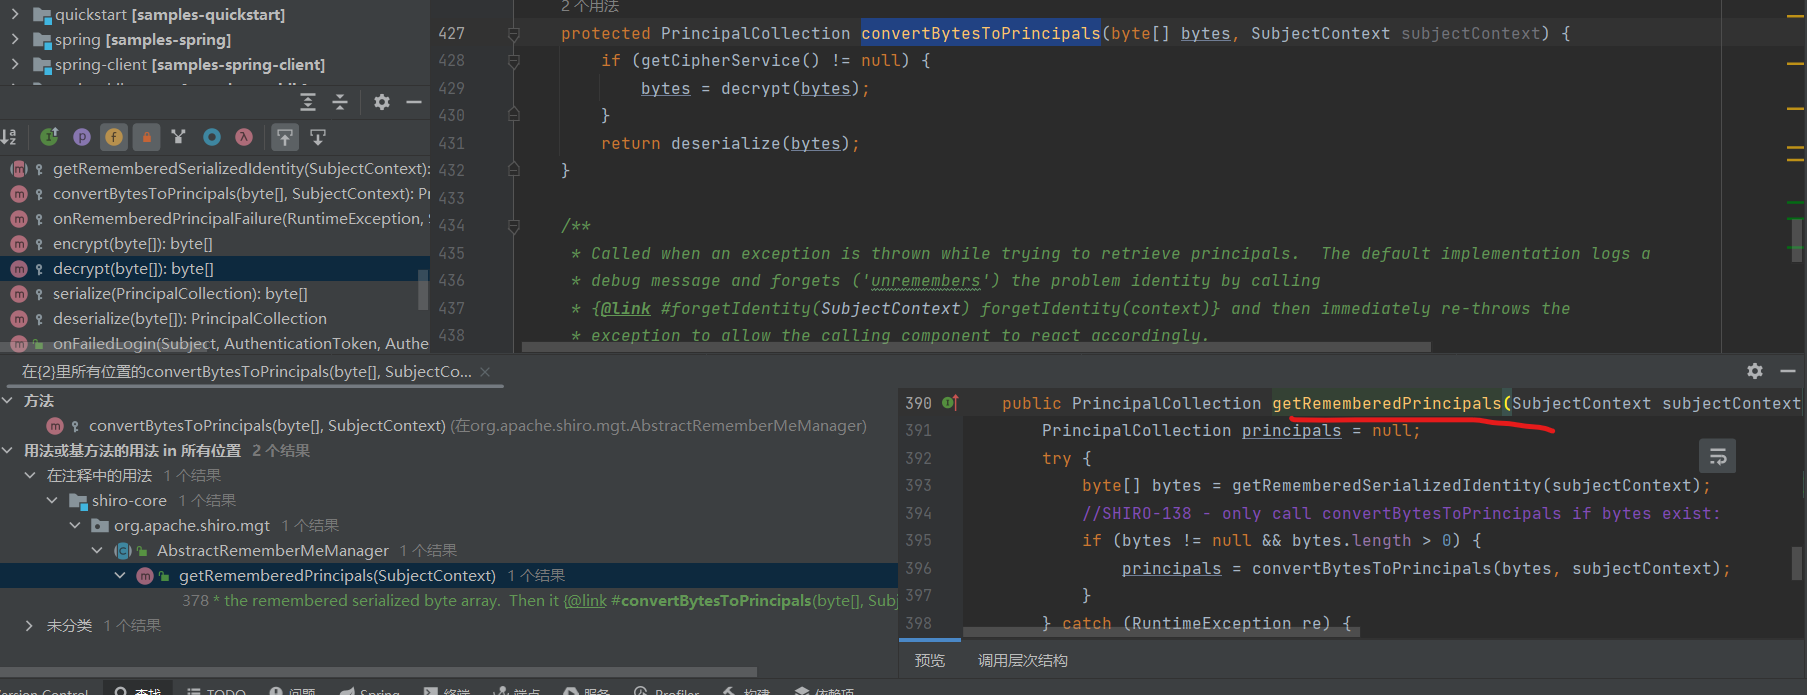 quickstart [samples-quickstart]
spring [samples-spring]
spring-client [samples-spring-client]
getRememberedSerializedIdentity(SubjectContext):
convertBytesToPrincipals(byte[], SubjectContext): Pr
onRememberedPrincipalFailure(RuntimeException, S
encrypt(byte[]): byte[]
decrypt(byte[]): byte[]
serialize(PrincipalCollection): byte[]
deserialize(byte[]): PrincipalCollection
onFailedLogin(Subject, AuthenticationToken, Authe
2 个用法
427 protected PrincipalCollection convertBytesToPrincipals(byte[] bytes, SubjectContext subjectContext) {
428 if (getCipherService() != null) {
429 bytes = decrypt(bytes);
430 }
431 return deserialize(bytes);
432 }
433
434 /**
435 * Called when an exception is thrown while trying to retrieve principals.  The default implementation logs a
436 * debug message and forgets ('unremembers') the problem identity by calling
437 * {@link #forgetIdentity(SubjectContext) forgetIdentity(context)} and then immediately re-throws the
438 * exception to allow the calling component to react accordingly.
在{2}里所有位置的convertBytesToPrincipals(byte[], SubjectCo...
方法
convertBytesToPrincipals(byte[], SubjectContext) (在org.apache.shiro.mgt.AbstractRememberMeManager)
用法或基方法的用法 in 所有位置 2 个结果
在注释中的用法 1 个结果
shiro-core 1 个结果
org.apache.shiro.mgt 1 个结果
AbstractRememberMeManager 1 个结果
getRememberedPrincipals(SubjectContext) 1 个结果
378 * the remembered serialized byte array.  Then it {@link #convertBytesToPrincipals(byte[], Subj
未分类 1 个结果
390 public PrincipalCollection getRememberedPrincipals(SubjectContext subjectContext
391 PrincipalCollection principals = null;
392 try {
393 byte[] bytes = getRememberedSerializedIdentity(subjectContext);
394 //SHIRO-138 - only call convertBytesToPrincipals if bytes exist:
395 if (bytes != null && bytes.length > 0) {
396 principals = convertBytesToPrincipals(bytes, subjectContext);
397 }
398 } catch (RuntimeException re) {
预览 调用层次结构
ersion Control 查找 TODO 问题 Spring 终端 端点 服务 Profiler 构建 依赖项